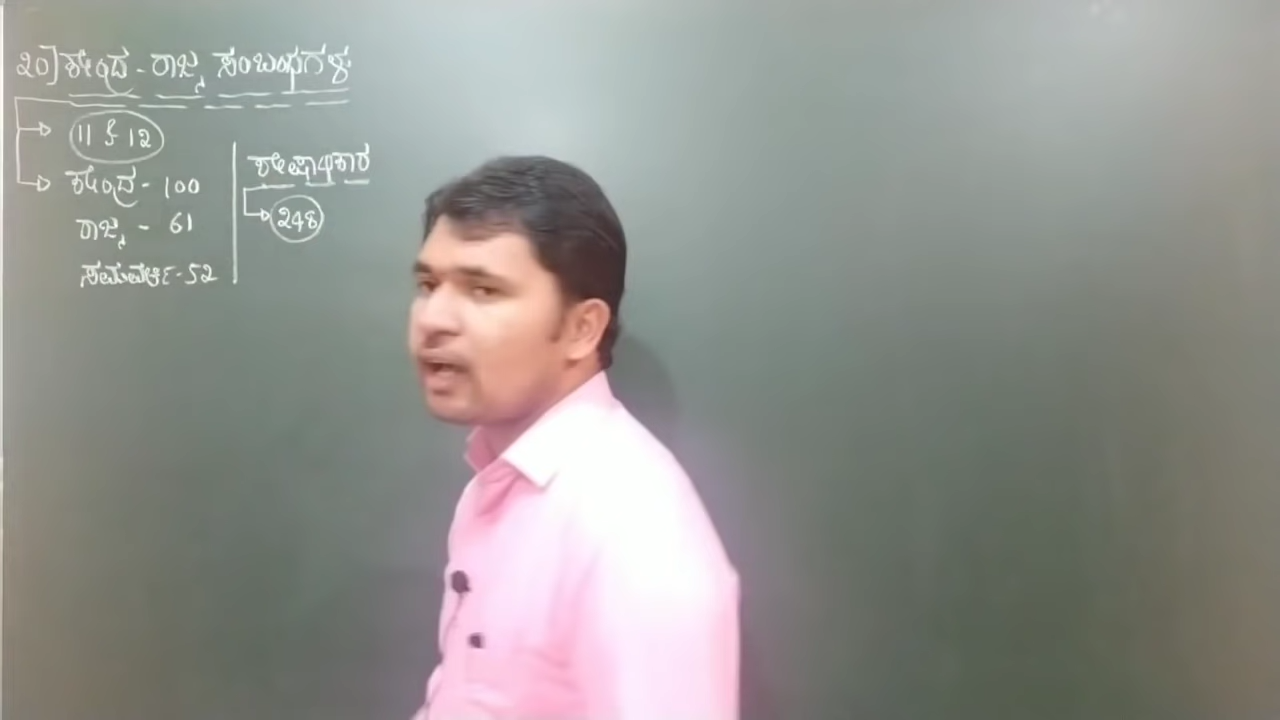 ೨೦] ಕೇಂದ್ರ - ರಾಜ್ಯ ಸಂಬಂಧಗಳು
11 & 12
ಕೇಂದ್ರ - 100
ರಾಜ್ಯ - 61
ಸಮವರ್ತಿ - 52
ಶೇಷಾಧಿಕಾರ
248